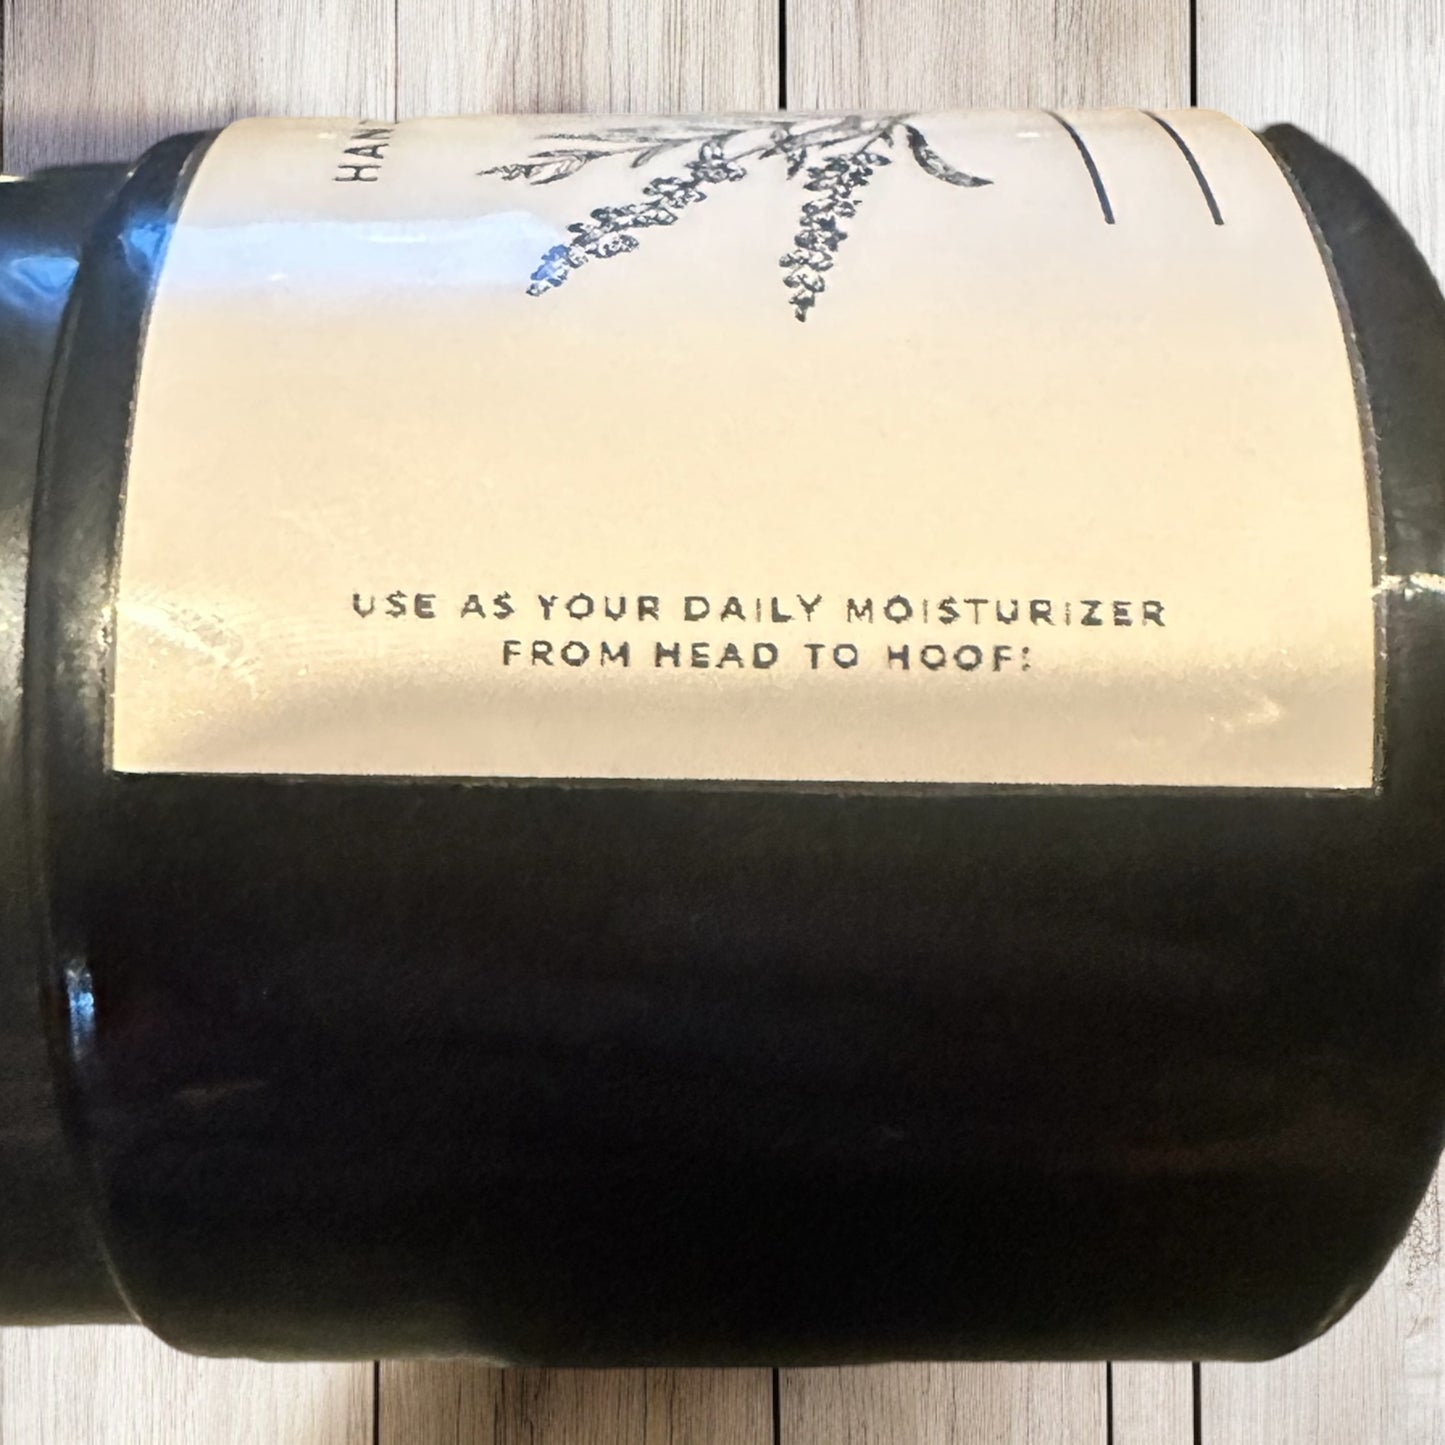 USE AS YOUR DAILY MOISTURIZER
FROM HEAD TO HOOF!